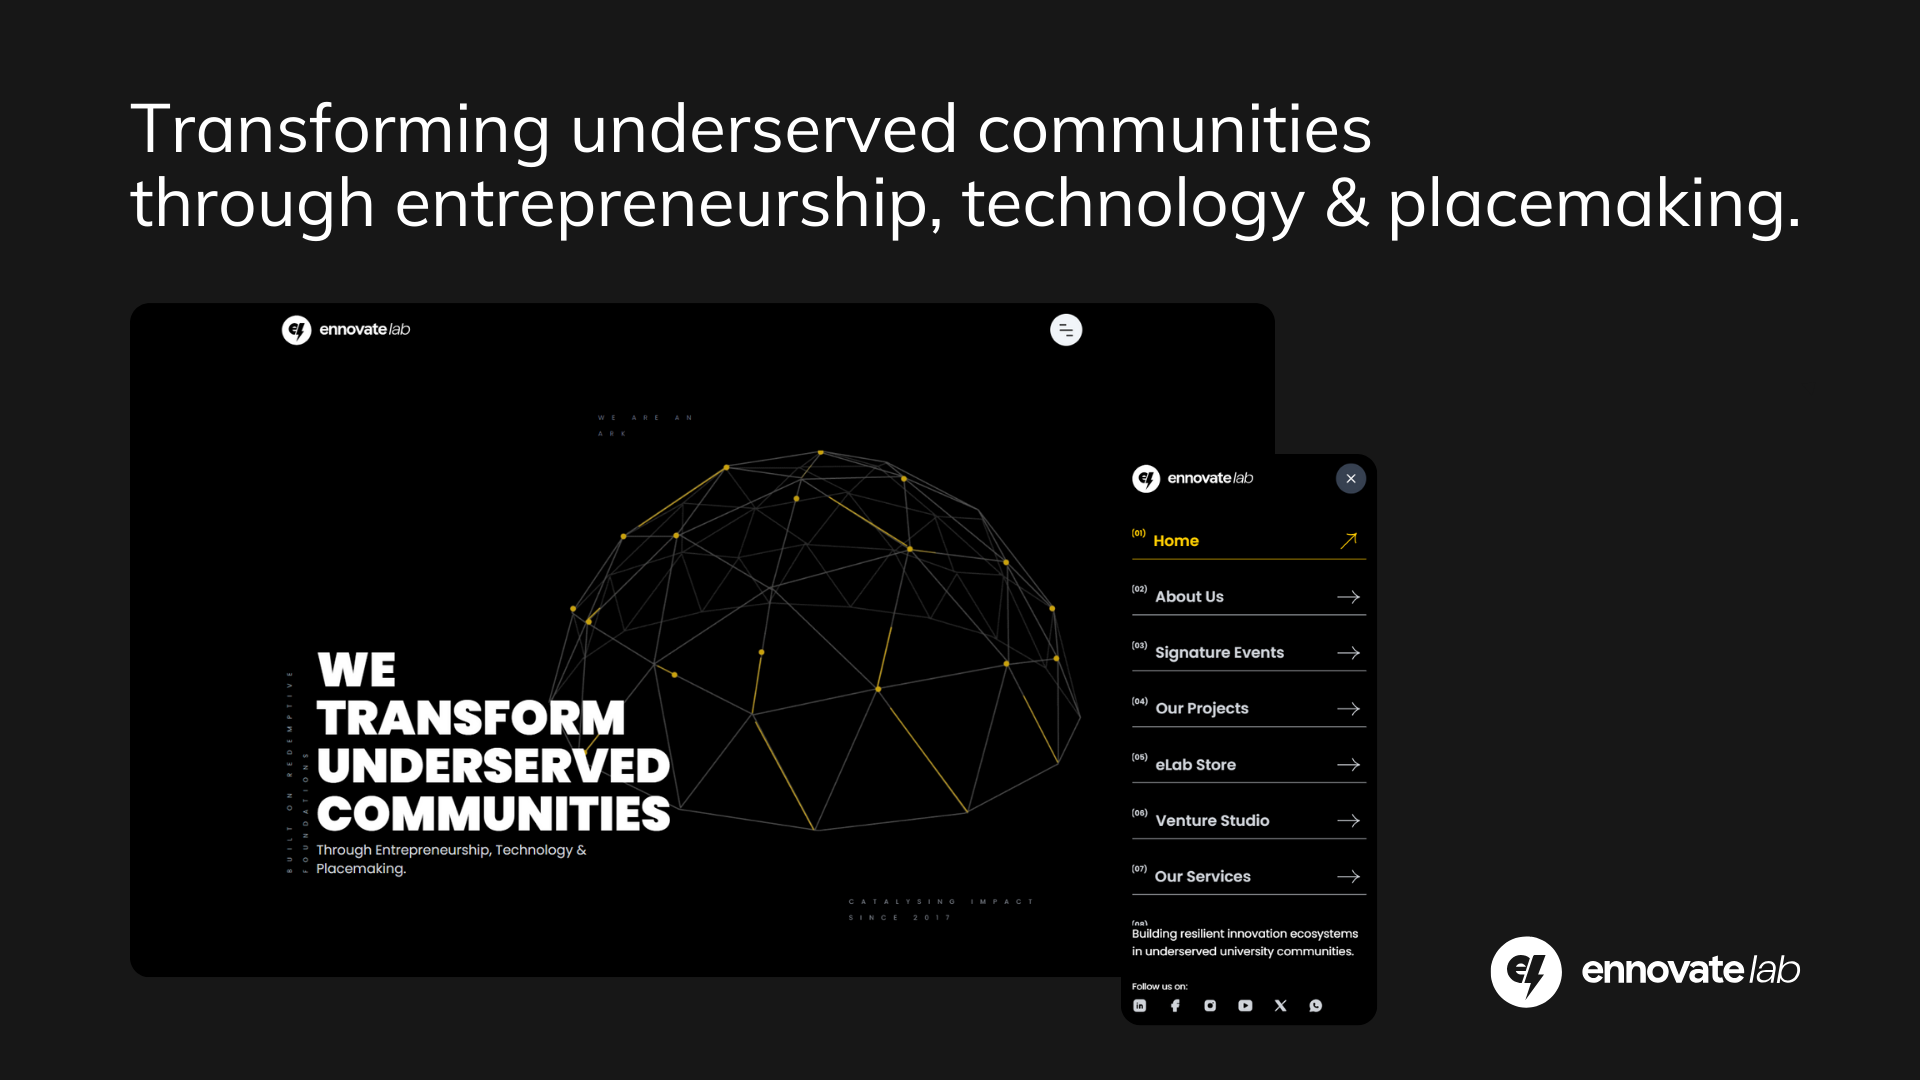 Transforming underserved communities
through entrepreneurship, technology & placemaking.
ennovate lab
WE ARE AN
ARK
BUILT ON REDEMPTIVE
FOUNDATIONS
WE
TRANSFORM
UNDERSERVED
COMMUNITIES
Through Entrepreneurship, Technology &
Placemaking.
CATALYSING IMPACT
SINCE 2017
ennovate lab
(01) Home
(02) About Us
(03) Signature Events
(04) Our Projects
(05) eLab Store
(06) Venture Studio
(07) Our Services
(08)
Building resilient innovation ecosystems
in underserved university communities.
Follow us on:
ennovate lab